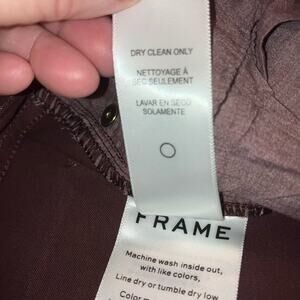 DRY CLEAN ONLY
NETTOYAGE À
SEC SEULEMENT
LAVAR EN SECO
SOLAMENTE
FRAME
Machine wash inside out,
with like colors,
Line dry or tumble dry low
Color